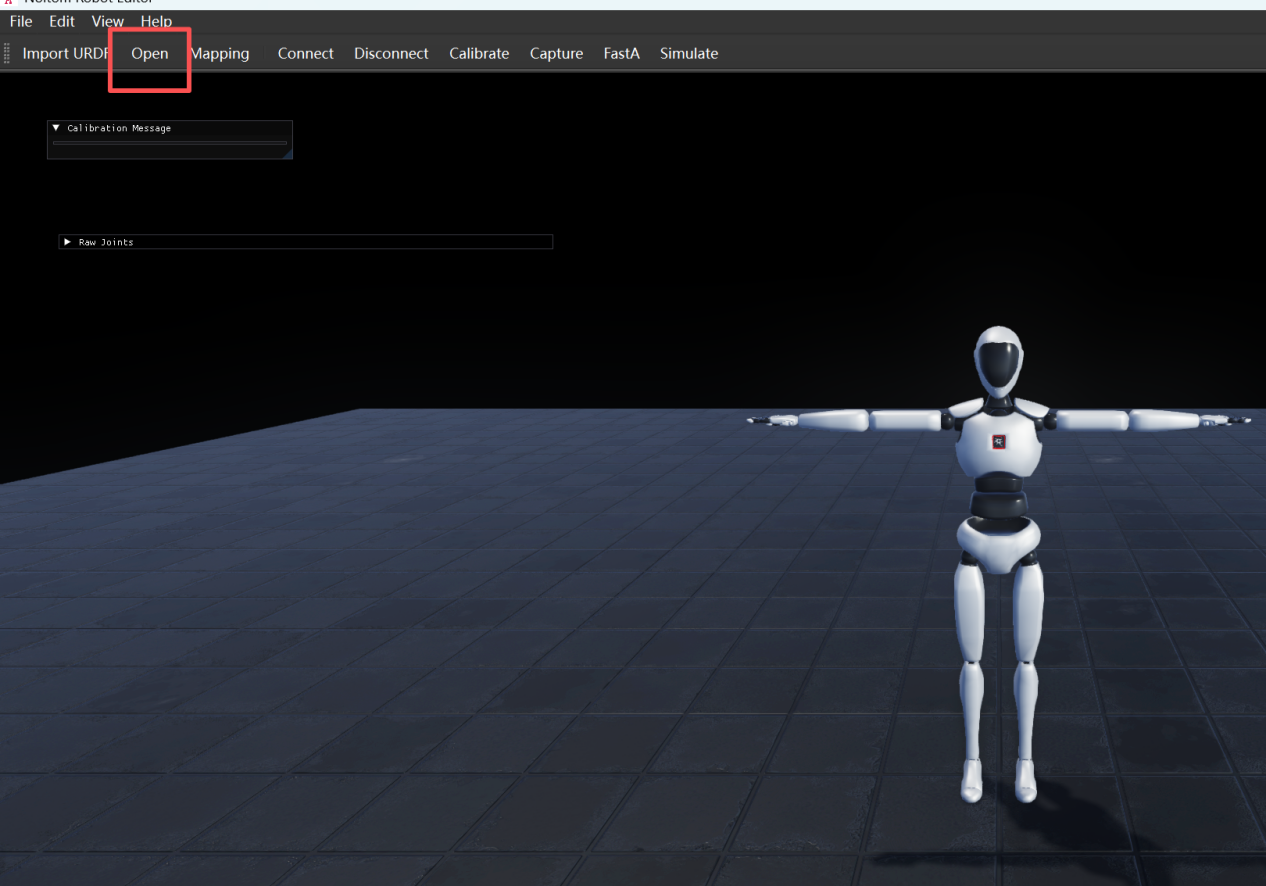 Noitom Robot Editor
File Edit View Help
Import URDF Open Mapping Connect Disconnect Calibrate Capture FastA Simulate
Calibration Message
Raw Joints